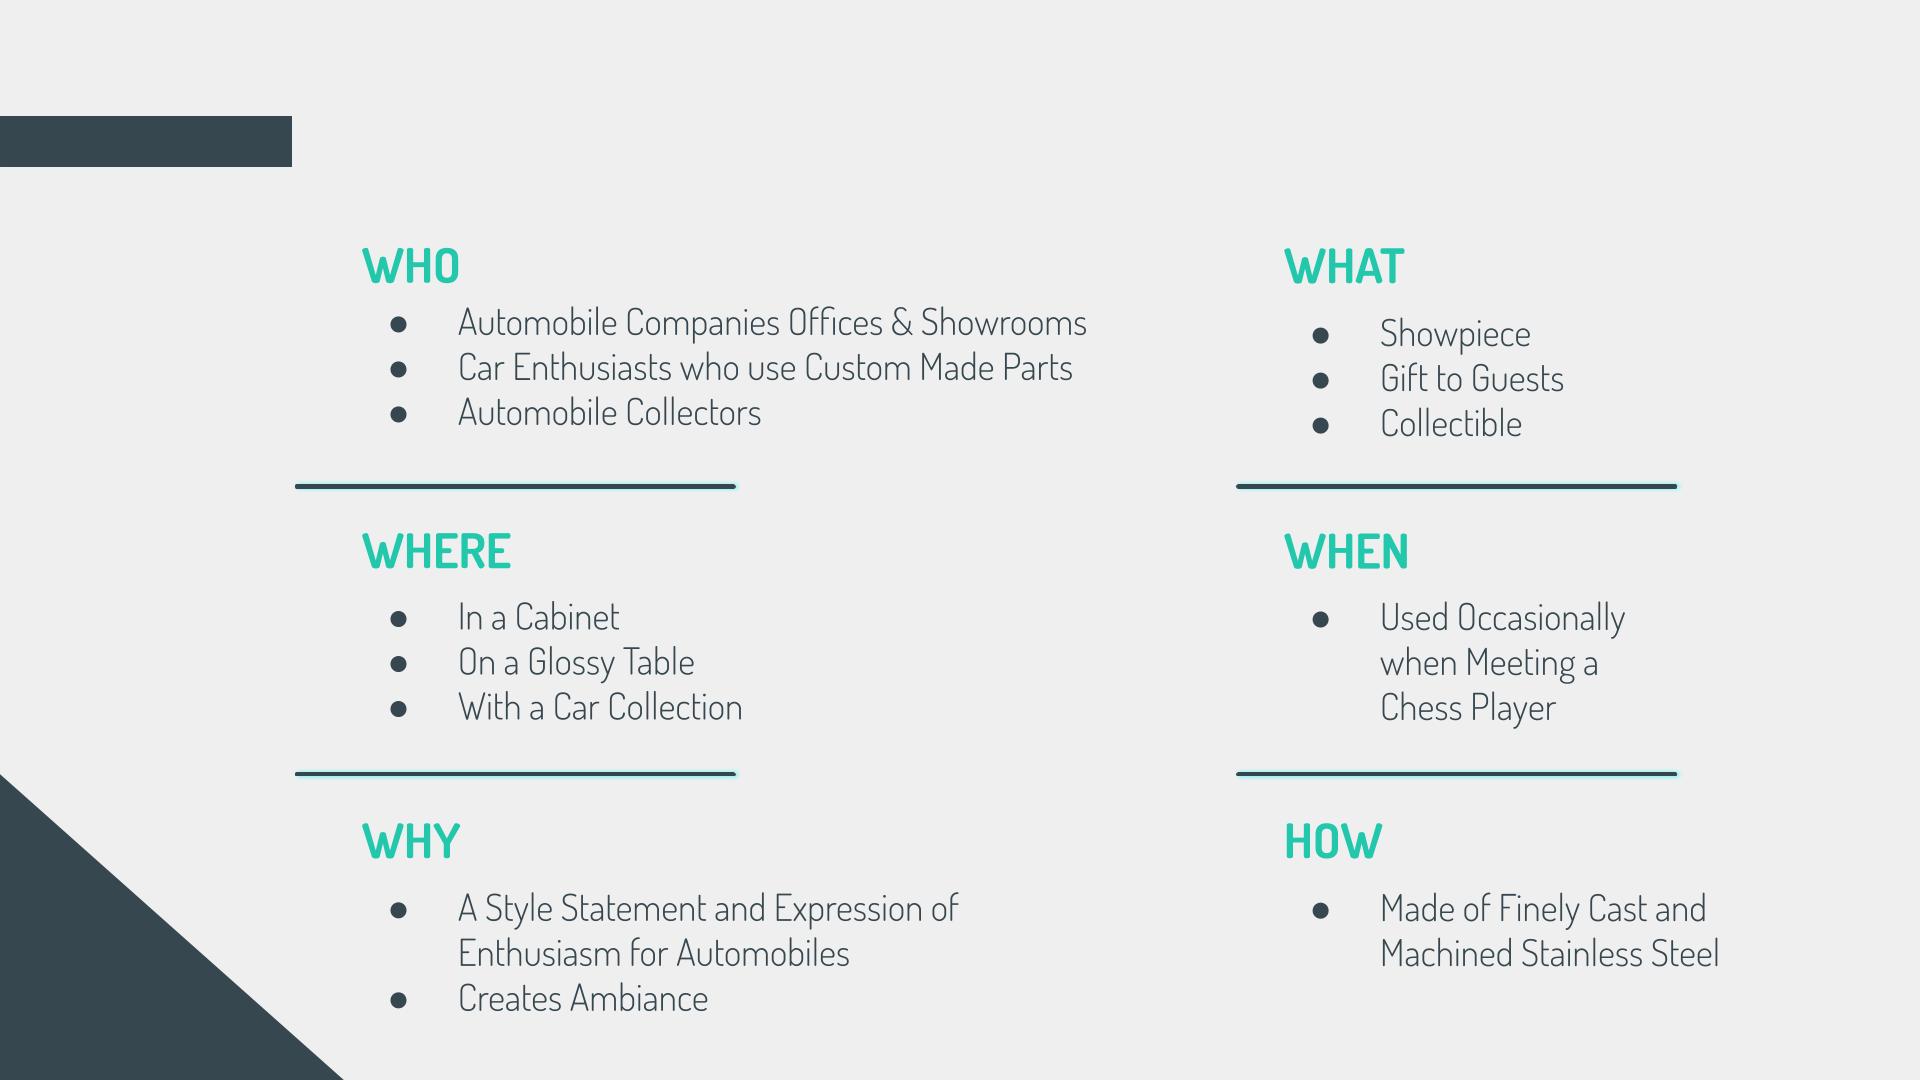 WHO
● Automobile Companies Offices & Showrooms
● Car Enthusiasts who use Custom Made Parts
● Automobile Collectors
WHAT
● Showpiece
● Gift to Guests
● Collectible
WHERE
● In a Cabinet
● On a Glossy Table
● With a Car Collection
WHEN
● Used Occasionally
when Meeting a
Chess Player
WHY
● A Style Statement and Expression of
Enthusiasm for Automobiles
● Creates Ambiance
HOW
● Made of Finely Cast and
Machined Stainless Steel